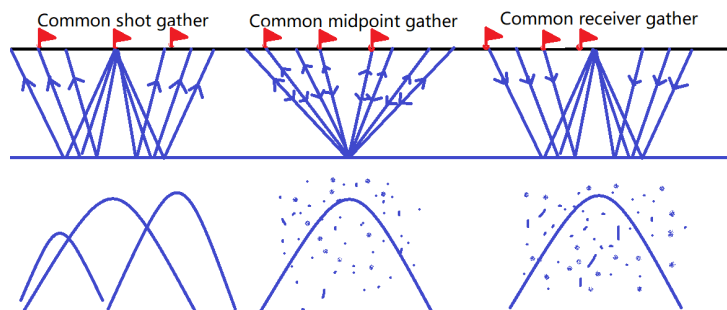 Common shot gather
Common midpoint gather
Common receiver gather